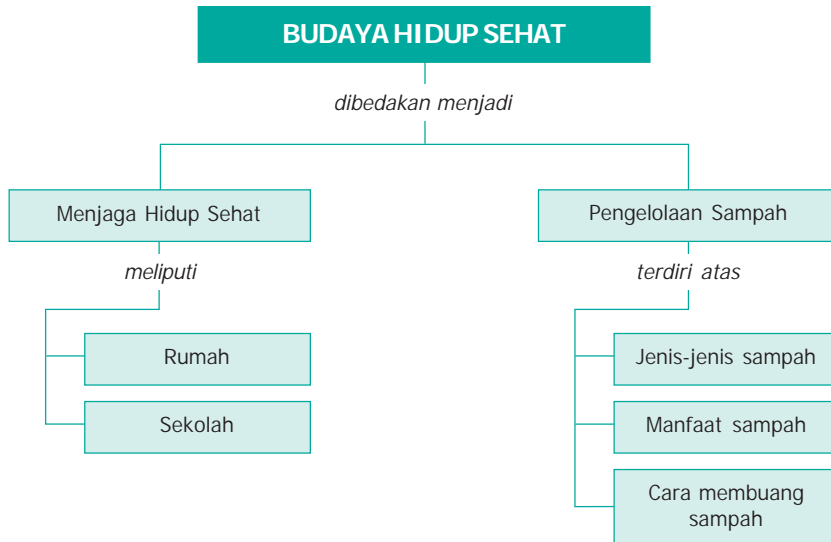 BUDAYA HIDUP SEHAT
dibedakan menjadi
Menjaga Hidup Sehat
Pengelolaan Sampah
meliputi
terdiri atas
Rumah
Jenis-jenis sampah
Sekolah
Manfaat sampah
Cara membuang
sampah